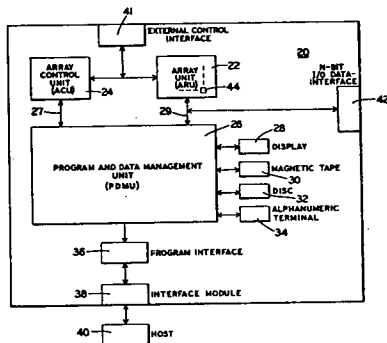 41
EXTERNAL CONTROL
INTERFACE
20
ARRAY
CONTROL
UNIT
(ACU)
24
ARRAY
UNIT
(ARU)
22
44
N-BIT
I/O DATA-
INTERFACE
42
27
29
26
PROGRAM AND DATA MANAGEMENT
UNIT
(PDMU)
28
DISPLAY
30
MAGNETIC TAPE
32
DISC
34
ALPHANUMERIC
TERMINAL
36
PROGRAM INTERFACE
38
INTERFACE MODULE
40
HOST